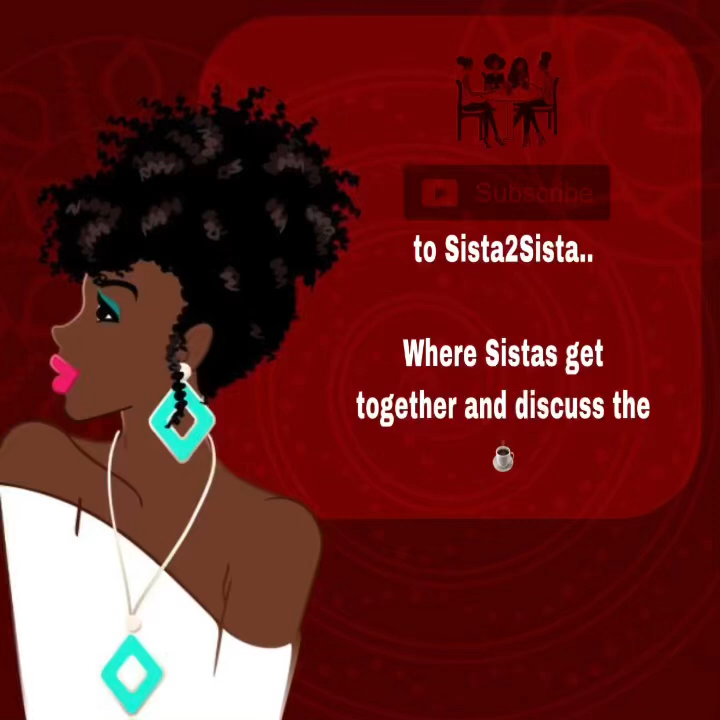 Subscribe
to Sista2Sista..
Where Sistas get
together and discuss the
☕